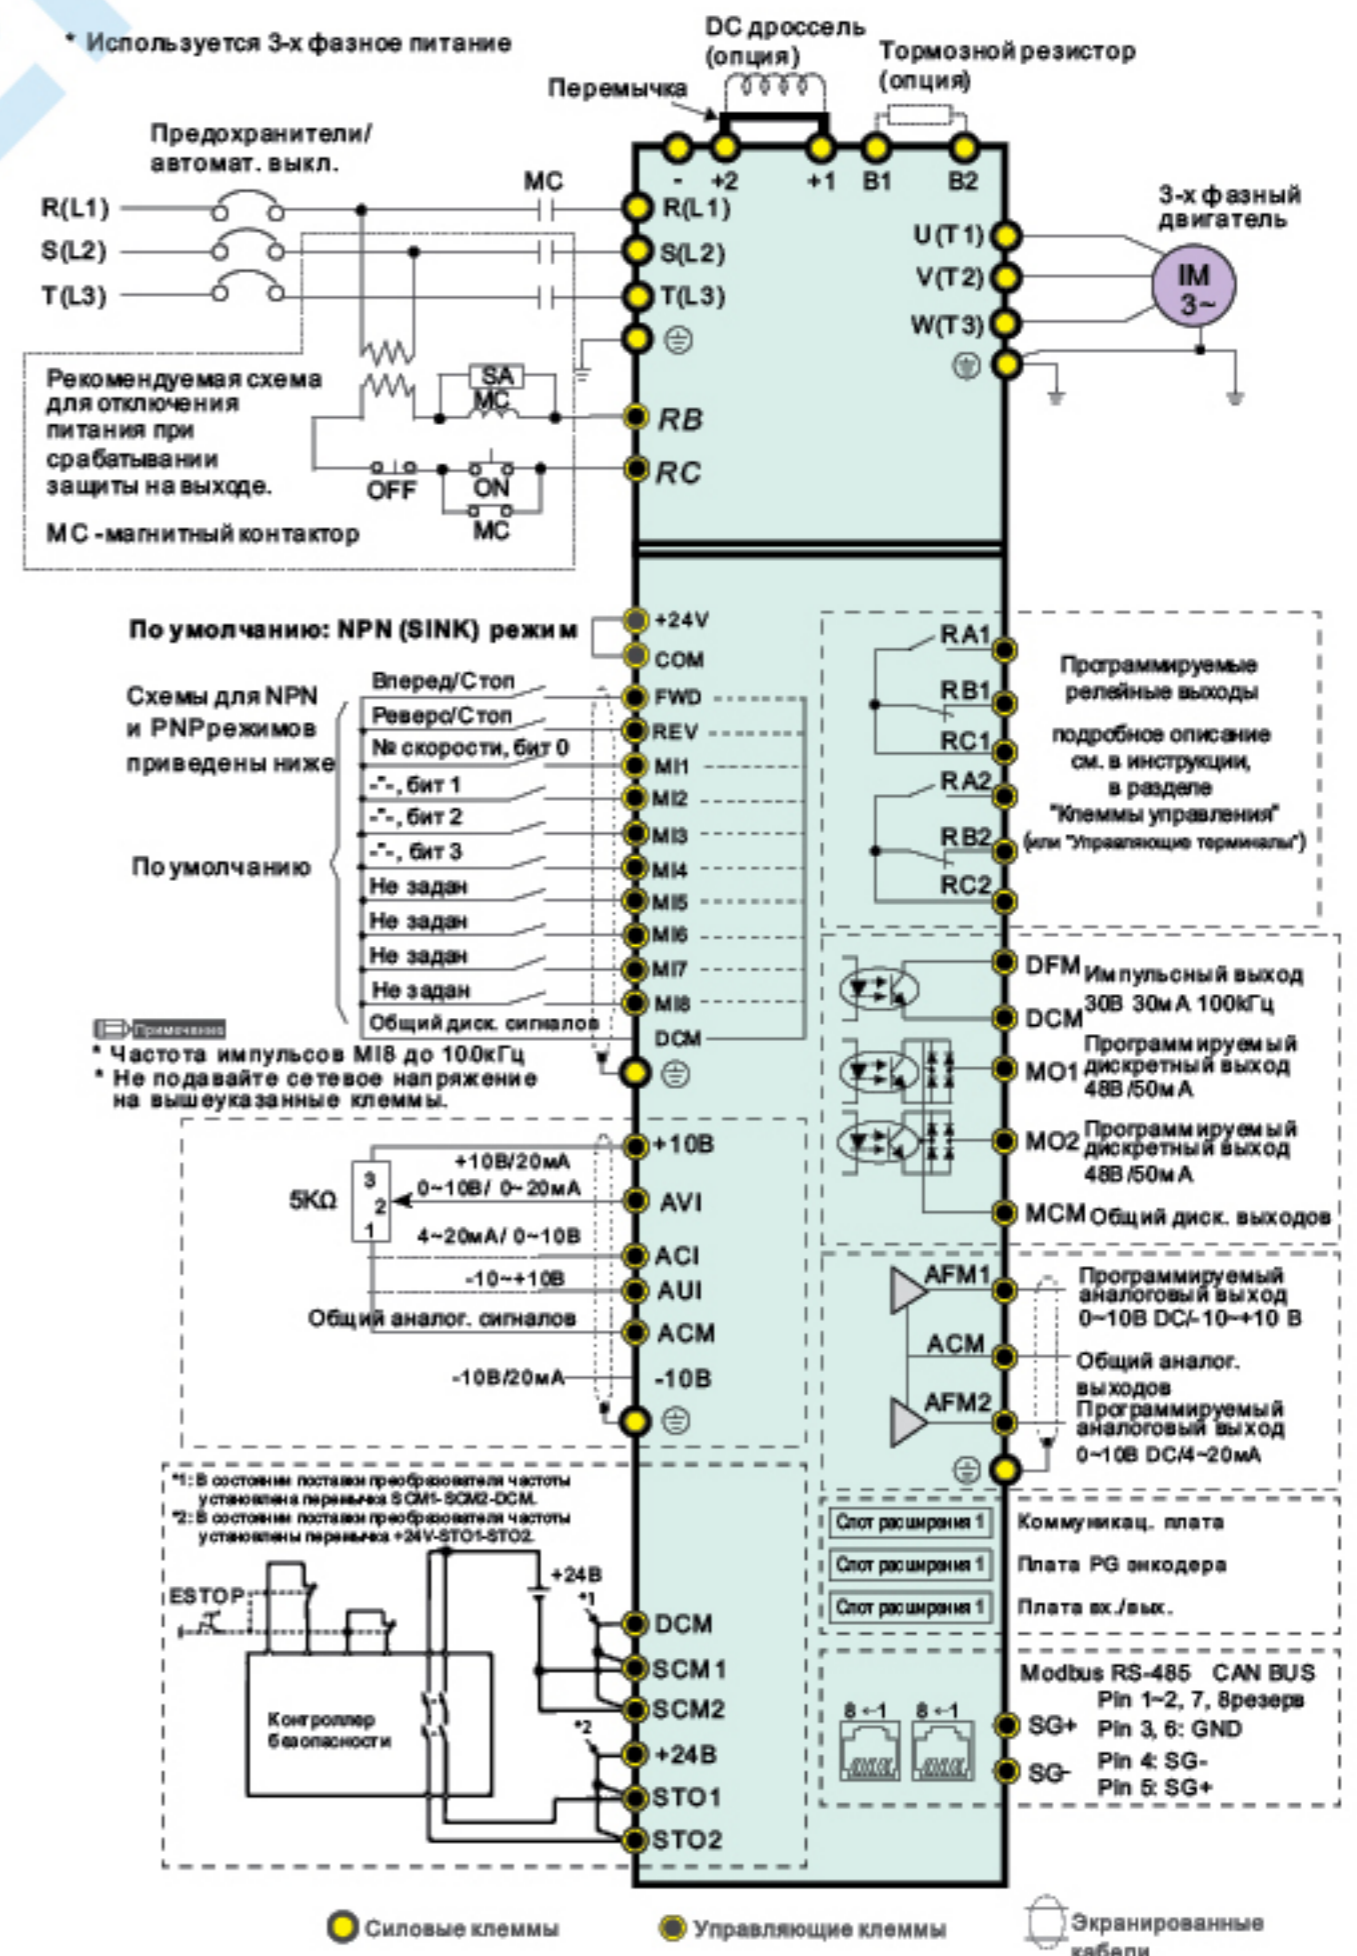 * Используется 3-х фазное питание
DC дроссель
(опция)
Тормозной резистор
(опция)
Перемычка
Предохранители/
автомат. выкл.
MC
- +2 +1 B1 B2
R(L1)
R(L1)
S(L2)
S(L2)
T(L3)
T(L3)
U(T1)
V(T2)
W(T3)
3-х фазный
двигатель
IM
3~
Рекомендуемая схема
для отключения
питания при
срабатывании
защиты на выходе.
MC - магнитный контактор
SA
MC
RB
RC
OFF
ON
MC
По умолчанию: NPN (SINK) режим
+24V
COM
Схемы для NPN
и PNP режимов
приведены ниже
По умолчанию
Вперед/Стоп
FWD
Реверс/Стоп
REV
№ скорости, бит 0
MI1
-"-, бит 1
MI2
-"-, бит 2
MI3
-"-, бит 3
MI4
Не задан
MI5
Не задан
MI6
Не задан
MI7
Не задан
MI8
Общий диск. сигналов
DCM
Примечание
* Частота импульсов MI8 до 100кГц
* Не подавайте сетевое напряжение
на вышеуказанные клеммы.
RA1
RB1
RC1
RA2
RB2
RC2
Программируемые
релейные выходы
подробное описание
см. в инструкции,
в разделе
"Клеммы управления"
(или "Управляющие терминалы")
DFM
Импульсный выход
30В 30мА 100кГц
DCM
MO1
Программируемый
дискретный выход
48В/50мА
MO2
Программируемый
дискретный выход
48В/50мА
MCM
Общий диск. выходов
+10В
+10В/20мА
5KΩ
3
2
1
0~10В/ 0~20мА
AVI
4~20мА/ 0~10В
ACI
-10~+10В
AUI
Общий аналог. сигналов
ACM
-10В/20мА
-10В
AFM1
Программируемый
аналоговый выход
0~10В DC/-10~+10 В
ACM
Общий аналог.
выходов
AFM2
Программируемый
аналоговый выход
0~10В DC/4~20мА
*1: В состоянии поставки преобразователя частоты
установлена перемычка SCM1-SCM2-DCM.
*2: В состоянии поставки преобразователя частоты
установлены перемычка +24V-STO1-STO2.
ESTOP
+24В
*1
DCM
SCM1
SCM2
*2
+24В
STO1
STO2
Контроллер
безопасности
Слот расширения 1
Коммуникац. плата
Слот расширения 1
Плата PG энкодера
Слот расширения 1
Плата вх./вых.
Modbus RS-485 CAN BUS
Pin 1~2, 7, 8резерв
8←1 8←1
SG+
Pin 3, 6: GND
SG-
Pin 4: SG-
Pin 5: SG+
Силовые клеммы
Управляющие клеммы
Экранированные
кабели